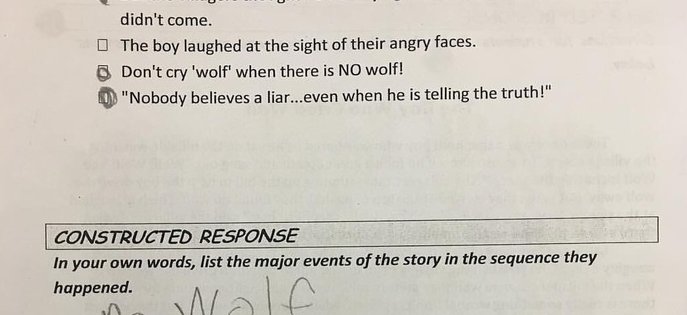 didn't come.
The boy laughed at the sight of their angry faces.
Don't cry 'wolf' when there is NO wolf!
"Nobody believes a liar...even when he is telling the truth!"
CONSTRUCTED RESPONSE
In your own words, list the major events of the story in the sequence they
happened.
Wolf